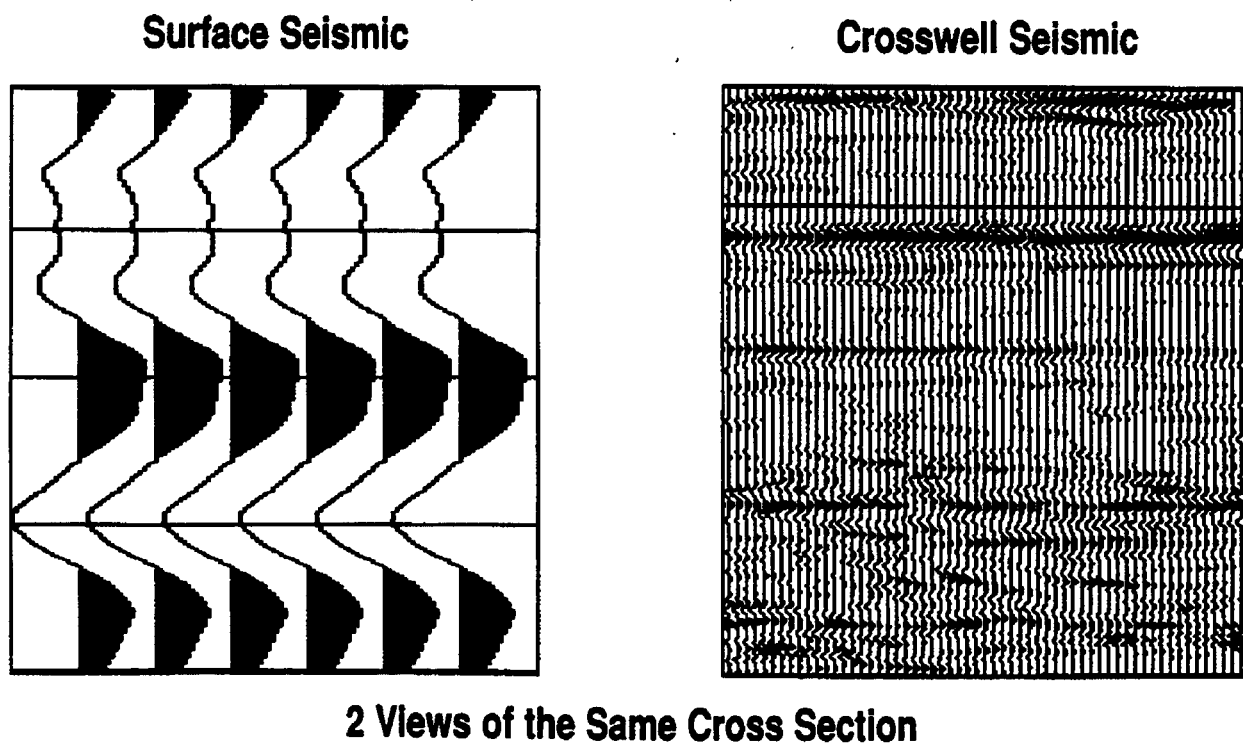 Surface Seismic
Crosswell Seismic
2 Views of the Same Cross Section